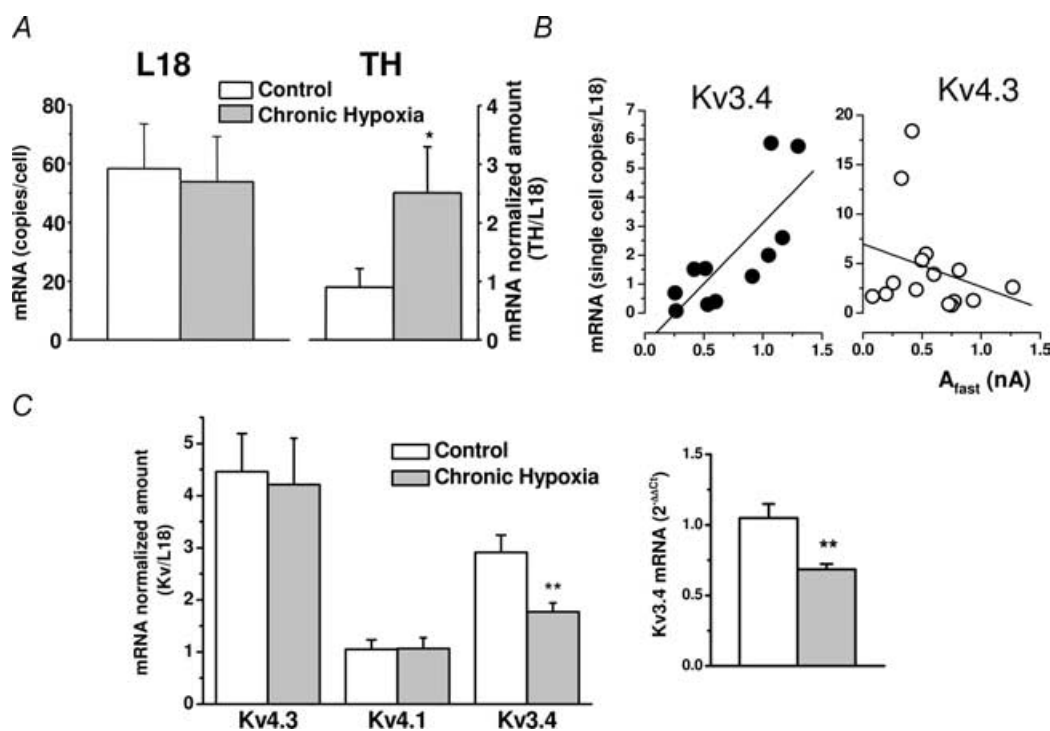 A
L18
TH
Control
Chronic Hypoxia
80
60
40
20
0
mRNA (copies/cell)
*
4
3
2
1
0
mRNA normalized amount
(TH/L18)
B
Kv3.4
Kv4.3
7
6
5
4
3
2
1
0
mRNA (single cell copies/L18)
0.0 0.5 1.0 1.5
20
15
10
5
0
0.0 0.5 1.0 1.5
A_fast (nA)
C
5
4
3
2
1
0
mRNA normalized amount
(Kv/L18)
Control
Chronic Hypoxia
**
Kv4.3 Kv4.1 Kv3.4
1.5
1.0
0.5
0.0
Kv3.4 mRNA (2^-ΔΔCt)
**